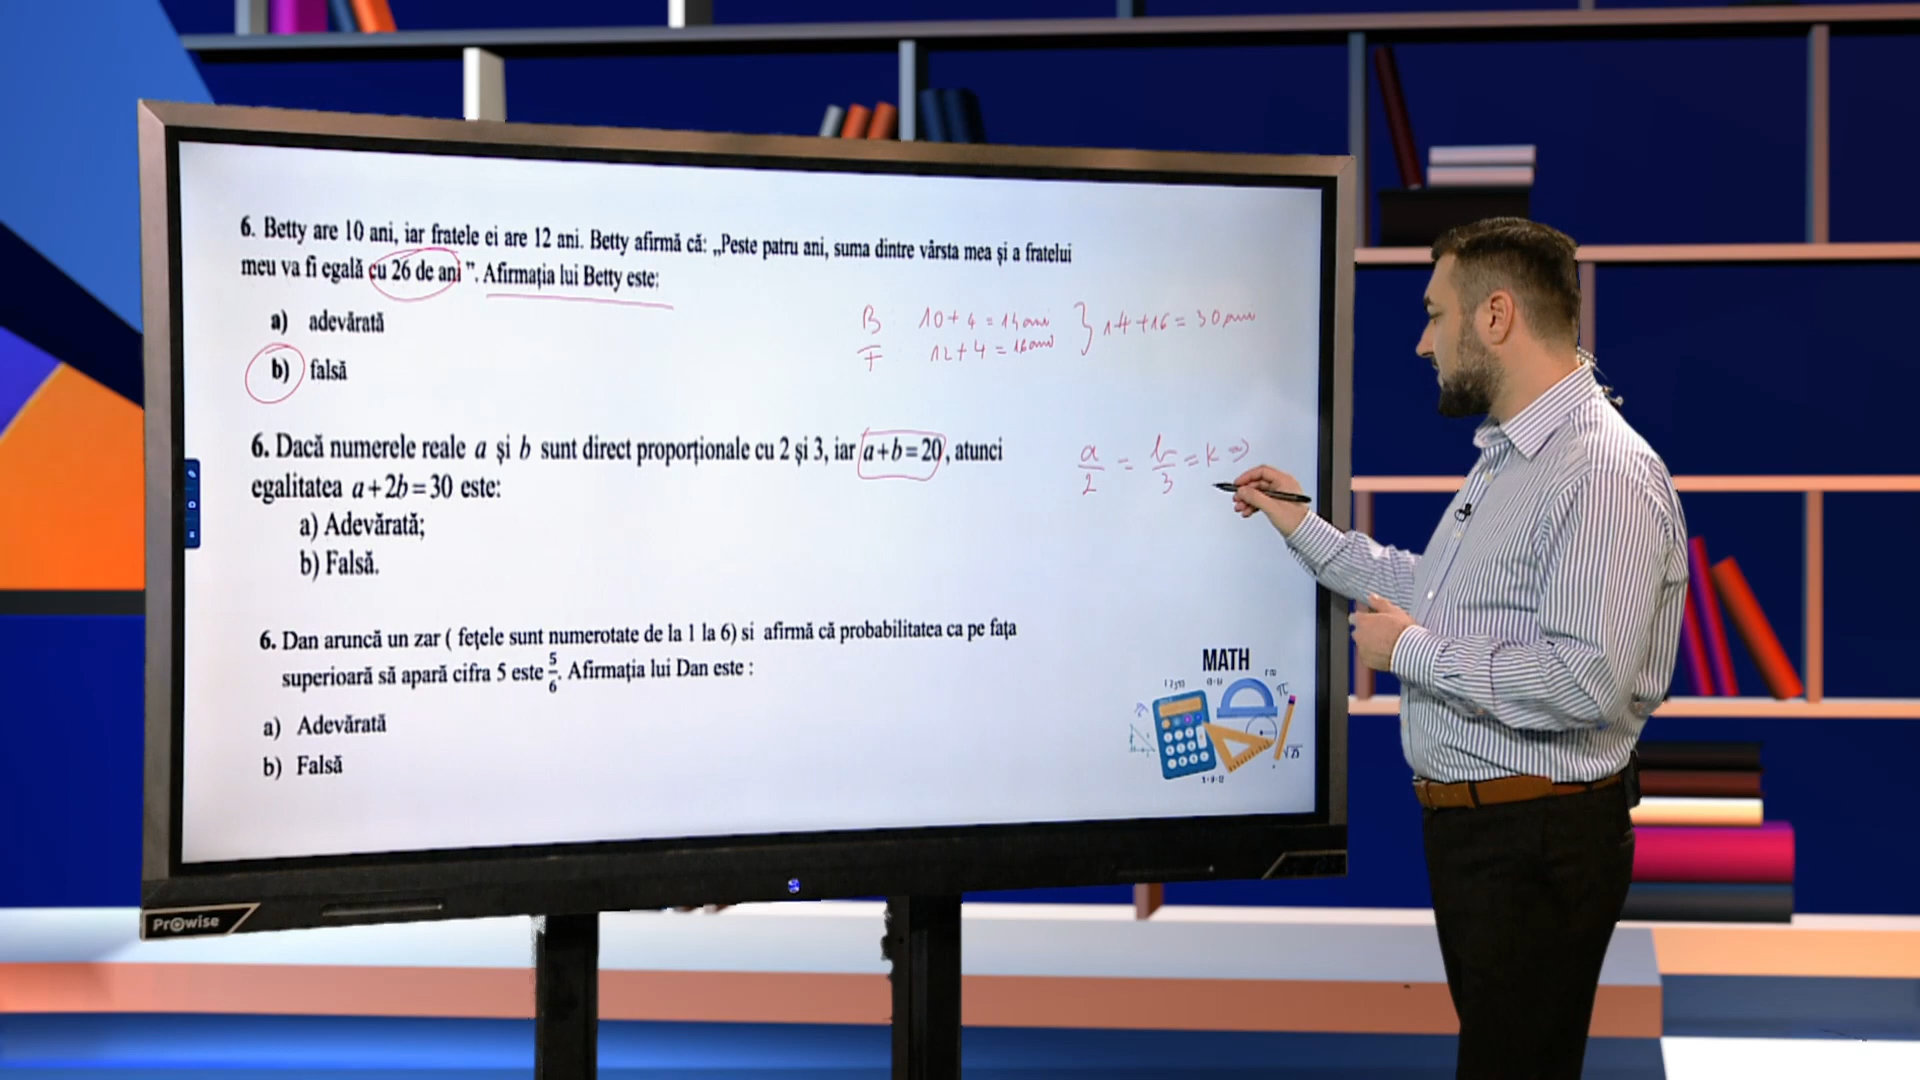 6. Betty are 10 ani, iar fratele ei are 12 ani. Betty afirmă că: „Peste patru ani, suma dintre vârsta mea și a fratelui
meu va fi egală cu 26 de ani ”. Afirmația lui Betty este:
a) adevărată
b) falsă
B 10+4=14 ani } 14+16=30 ani
F 12+4=16 ani
6. Dacă numerele reale a și b sunt direct proporționale cu 2 și 3, iar a+b=20, atunci
egalitatea a+2b=30 este:
a) Adevărată;
b) Falsă.
a/2 = b/3 = k ⇒
6. Dan aruncă un zar ( fețele sunt numerotate de la 1 la 6) si afirmă că probabilitatea ca pe fața
superioară să apară cifra 5 este 5/6. Afirmația lui Dan este :
a) Adevărată
b) Falsă
MATH
π
√25
Prowise